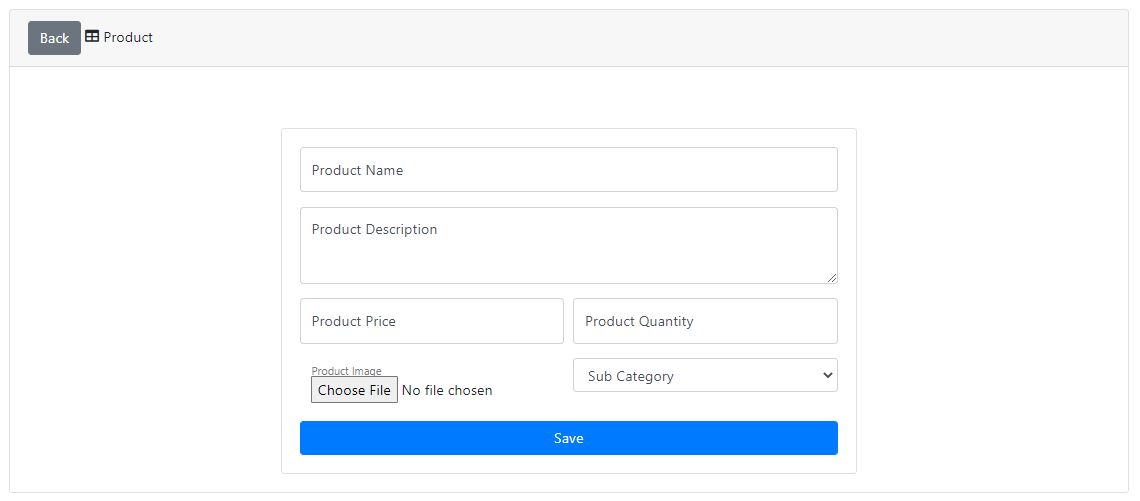 Back Product
Product Name
Product Description
Product Price Product Quantity
Product Image
Choose File No file chosen
Sub Category
Save